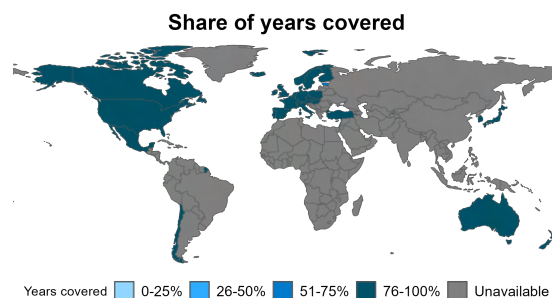 Share of years covered
Years covered 0-25% 26-50% 51-75% 76-100% Unavailable